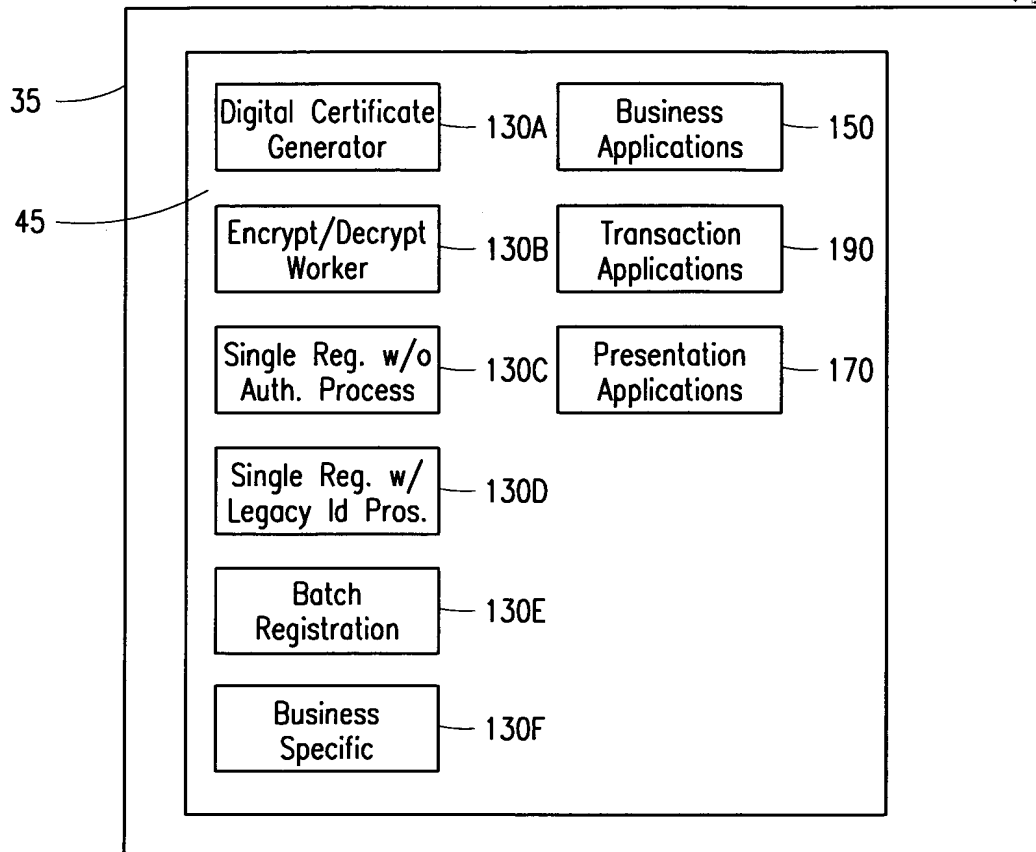 35
45
Digital Certificate
Generator
130A
Business
Applications
150
Encrypt/Decrypt
Worker
130B
Transaction
Applications
190
Single Reg. w/o
Auth. Process
130C
Presentation
Applications
170
Single Reg. w/
Legacy Id Pros.
130D
Batch
Registration
130E
Business
Specific
130F